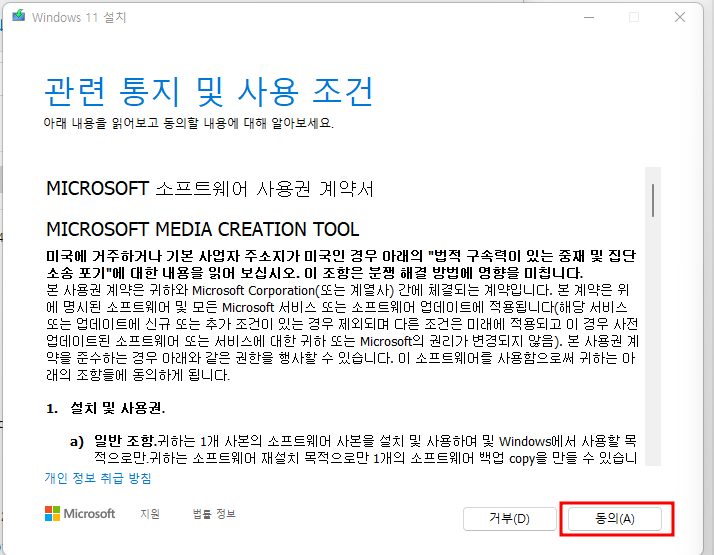 Windows 11 설치
관련 통지 및 사용 조건
아래 내용을 읽어보고 동의할 내용에 대해 알아보세요.
MICROSOFT 소프트웨어 사용권 계약서
MICROSOFT MEDIA CREATION TOOL
미국에 거주하거나 기본 사업자 주소지가 미국인 경우 아래의 "법적 구속력이 있는 중재 및 집단
소송 포기"에 대한 내용을 읽어 보십시오. 이 조항은 분쟁 해결 방법에 영향을 미칩니다.
본 사용권 계약은 귀하와 Microsoft Corporation(또는 계열사) 간에 체결되는 계약입니다. 본 계약은 위
에 명시된 소프트웨어 및 모든 Microsoft 서비스 또는 소프트웨어 업데이트에 적용됩니다(해당 서비스
또는 업데이트에 신규 또는 추가 조건이 있는 경우 제외되며 다른 조건은 미래에 적용되고 이 경우 사전
업데이트된 소프트웨어 또는 서비스에 대한 귀하 또는 Microsoft의 권리가 변경되지 않음). 본 사용권 계
약을 준수하는 경우 아래와 같은 권한을 행사할 수 있습니다. 이 소프트웨어를 사용함으로써 귀하는 아
래의 조항들에 동의하게 됩니다.
1. 설치 및 사용권.
a) 일반 조항.귀하는 1개 사본의 소프트웨어 사본을 설치 및 사용하여 및 Windows에서 사용할 목
적으로만.귀하는 소프트웨어 재설치 목적으로만 1개의 소프트웨어 백업 copy을 만들 수 있습니
개인 정보 취급 방침
Microsoft 지원 법률 정보
거부(D) 동의(A)